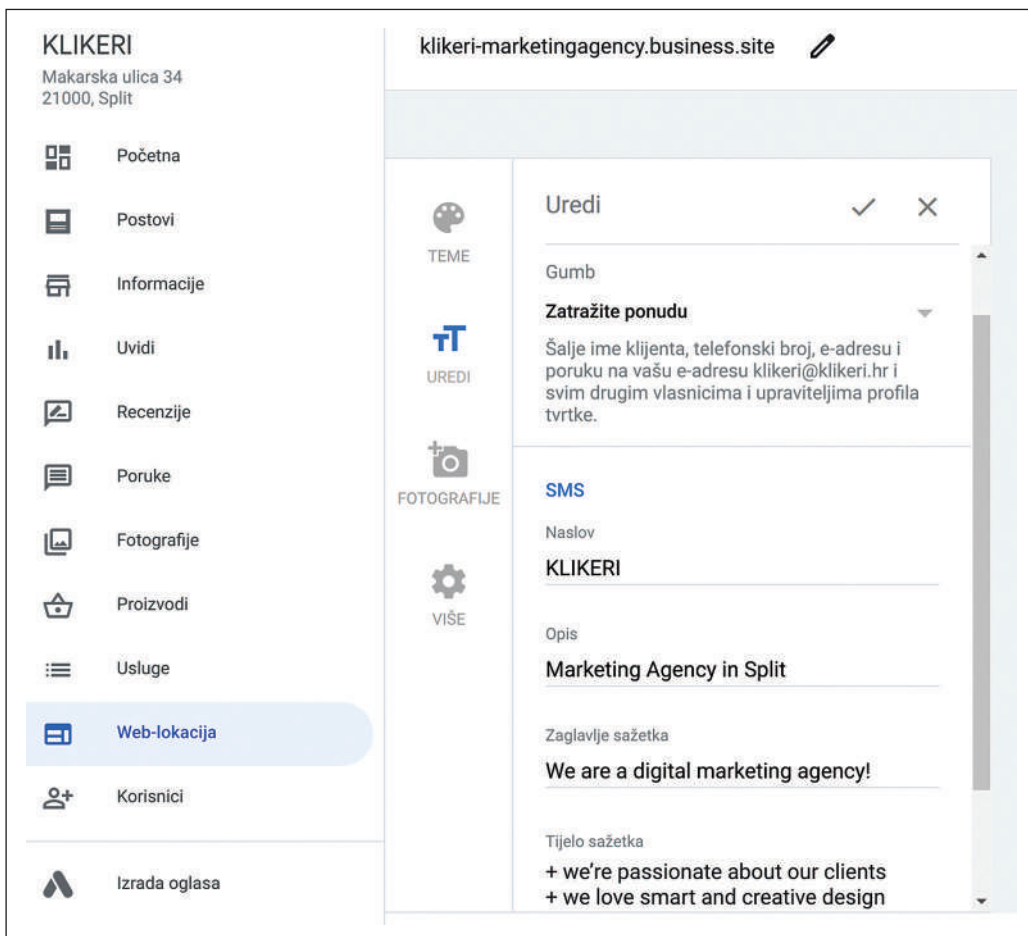 KLIKERI
Makarska ulica 34
21000, Split
Početna
Postovi
Informacije
Uvidi
Recenzije
Poruke
Fotografije
Proizvodi
Usluge
Web-lokacija
Korisnici
Izrada oglasa
klikeri-marketingagency.business.site
TEME
UREDI
FOTOGRAFIJE
VIŠE
Uredi
Gumb
Zatražite ponudu
Šalje ime klijenta, telefonski broj, e-adresu i
poruku na vašu e-adresu klikeri@klikeri.hr i
svim drugim vlasnicima i upraviteljima profila
tvrtke.
SMS
Naslov
KLIKERI
Opis
Marketing Agency in Split
Zaglavlje sažetka
We are a digital marketing agency!
Tijelo sažetka
+ we're passionate about our clients
+ we love smart and creative design